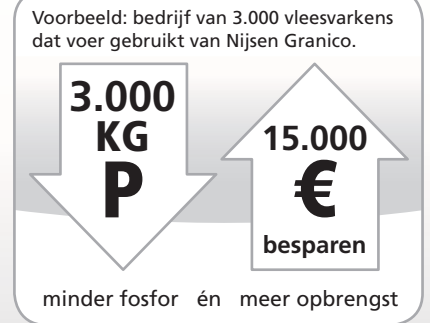 Voorbeeld: bedrijf van 3.000 vleesvarkens
dat voer gebruikt van Nijsen Granico.
3.000
KG
P
15.000
€
besparen
minder fosfor én meer opbrengst